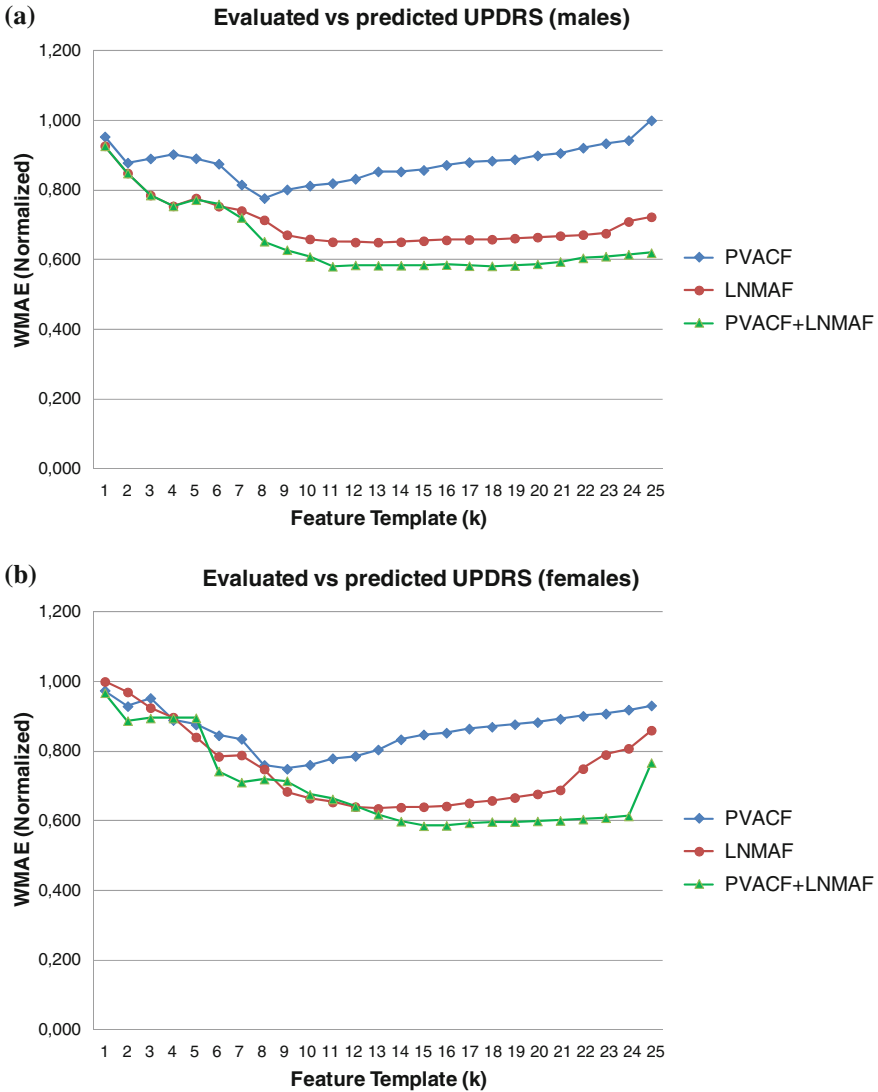 (a)
Evaluated vs predicted UPDRS (males)
1,200
1,000
0,800
0,600
0,400
0,200
0,000
WMAE (Normalized)
1 2 3 4 5 6 7 8 9 10 11 12 13 14 15 16 17 18 19 20 21 22 23 24 25
Feature Template (k)
PVACF
LNMAF
PVACF+LNMAF
(b)
Evaluated vs predicted UPDRS (females)
1,200
1,000
0,800
0,600
0,400
0,200
0,000
WMAE (Normalized)
1 2 3 4 5 6 7 8 9 10 11 12 13 14 15 16 17 18 19 20 21 22 23 24 25
Feature Template (k)
PVACF
LNMAF
PVACF+LNMAF